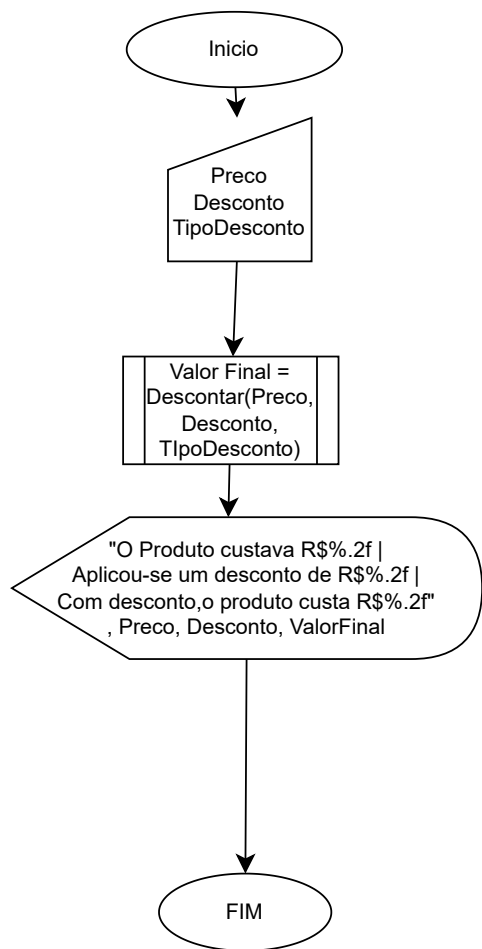 Inicio
Preco
Desconto
TipoDesconto
Valor Final =
Descontar(Preco,
Desconto,
TIpoDesconto)
"O Produto custava R$%.2f |
Aplicou-se um desconto de R$%.2f |
Com desconto,o produto custa R$%.2f"
, Preco, Desconto, ValorFinal
FIM